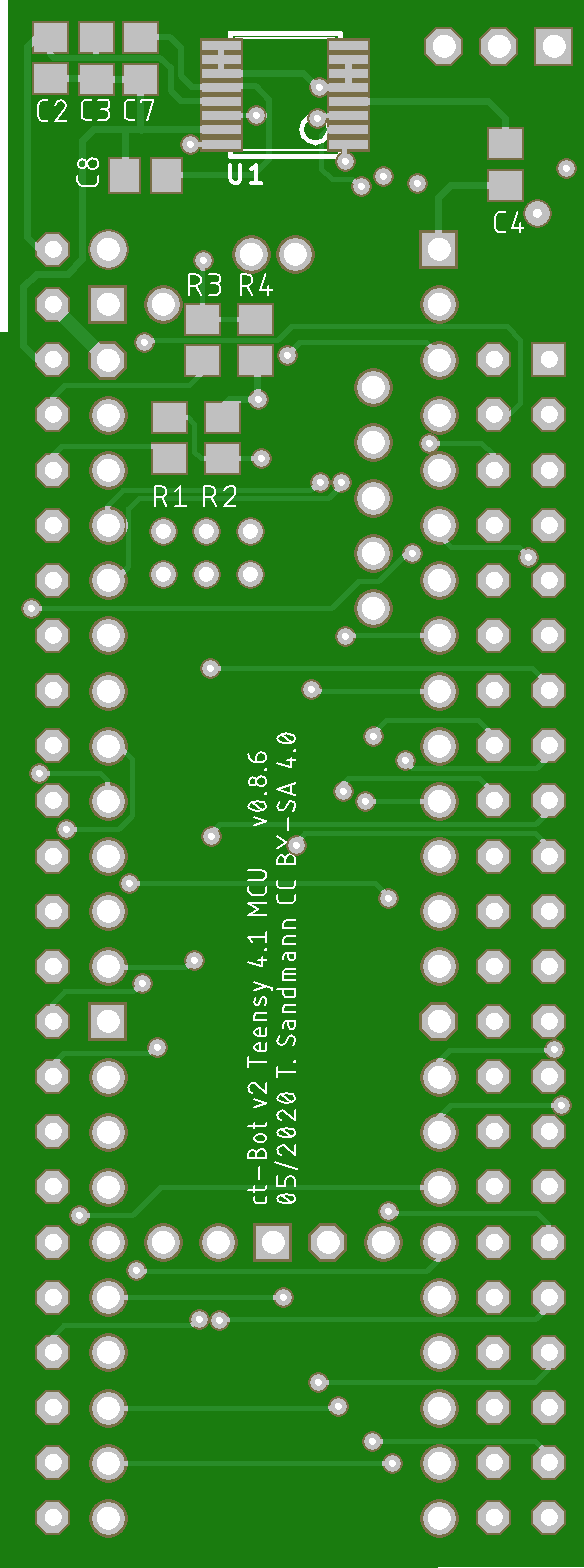 C2 C3 C7
C8
U1
C4
R3 R4
R1 R2
ct-Bot v2 Teensy 4.1 MCU v0.8.6
05/2020 T. Sandmann CC BY-SA 4.0